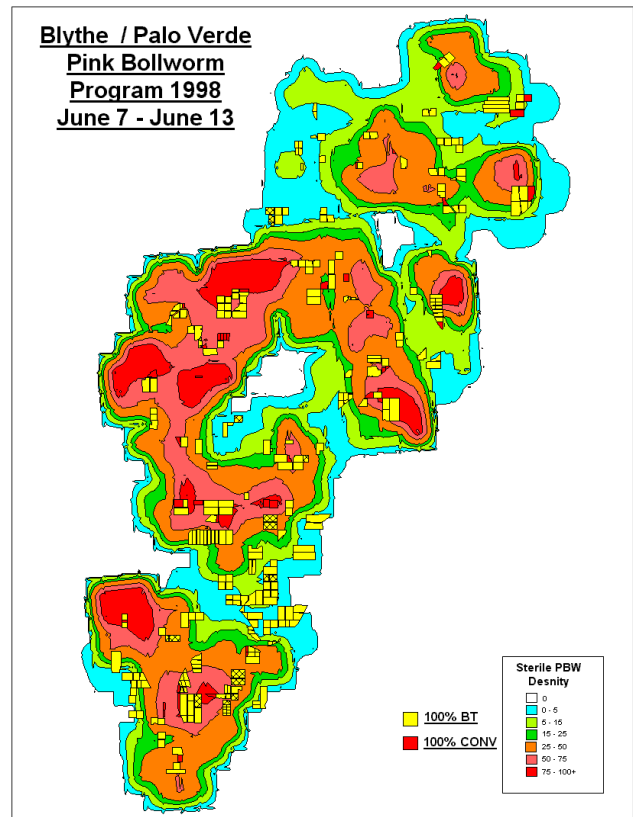 Blythe / Palo Verde
Pink Bollworm
Program 1998
June 7 - June 13
Sterile PBW
Desnity
0
0 - 5
5 - 15
15 - 25
25 - 50
50 - 75
75 - 100+
100% BT
100% CONV